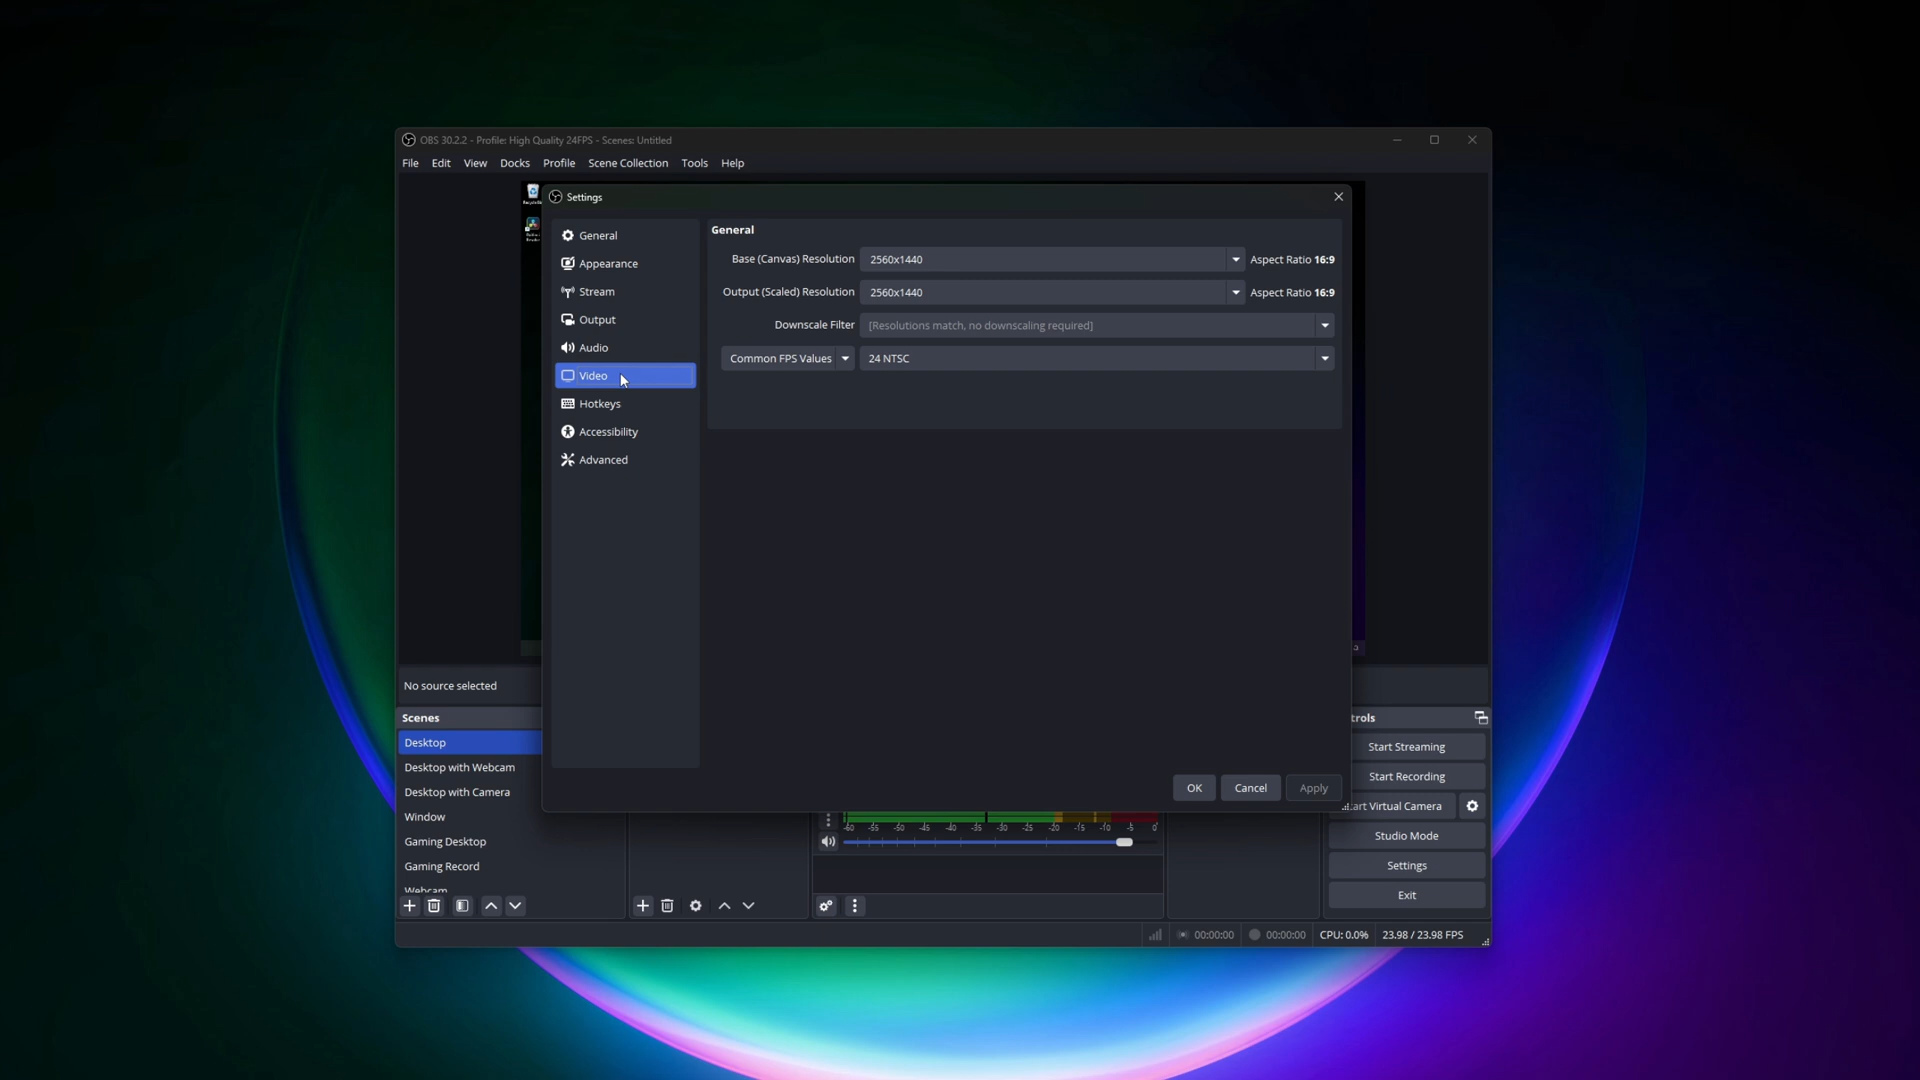 OBS 30.2.2 - Profile: High Quality 24FPS - Scenes: Untitled
File Edit View Docks Profile Scene Collection Tools Help
Settings
General
Appearance
Stream
Output
Audio
Video
Hotkeys
Accessibility
Advanced
General
Base (Canvas) Resolution 2560x1440 Aspect Ratio 16:9
Output (Scaled) Resolution 2560x1440 Aspect Ratio 16:9
Downscale Filter [Resolutions match, no downscaling required]
Common FPS Values 24 NTSC
OK Cancel Apply
No source selected
Scenes
Desktop
Desktop with Webcam
Desktop with Camera
Window
Gaming Desktop
Gaming Record
Webcam
-60 -55 -50 -45 -40 -35 -30 -25 -20 -15 -10 -5 0
trols
Start Streaming
Start Recording
art Virtual Camera
Studio Mode
Settings
Exit
00:00:00 00:00:00 CPU: 0.0% 23.98 / 23.98 FPS